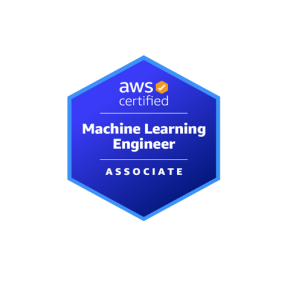 aws
certified
Machine Learning
Engineer
ASSOCIATE